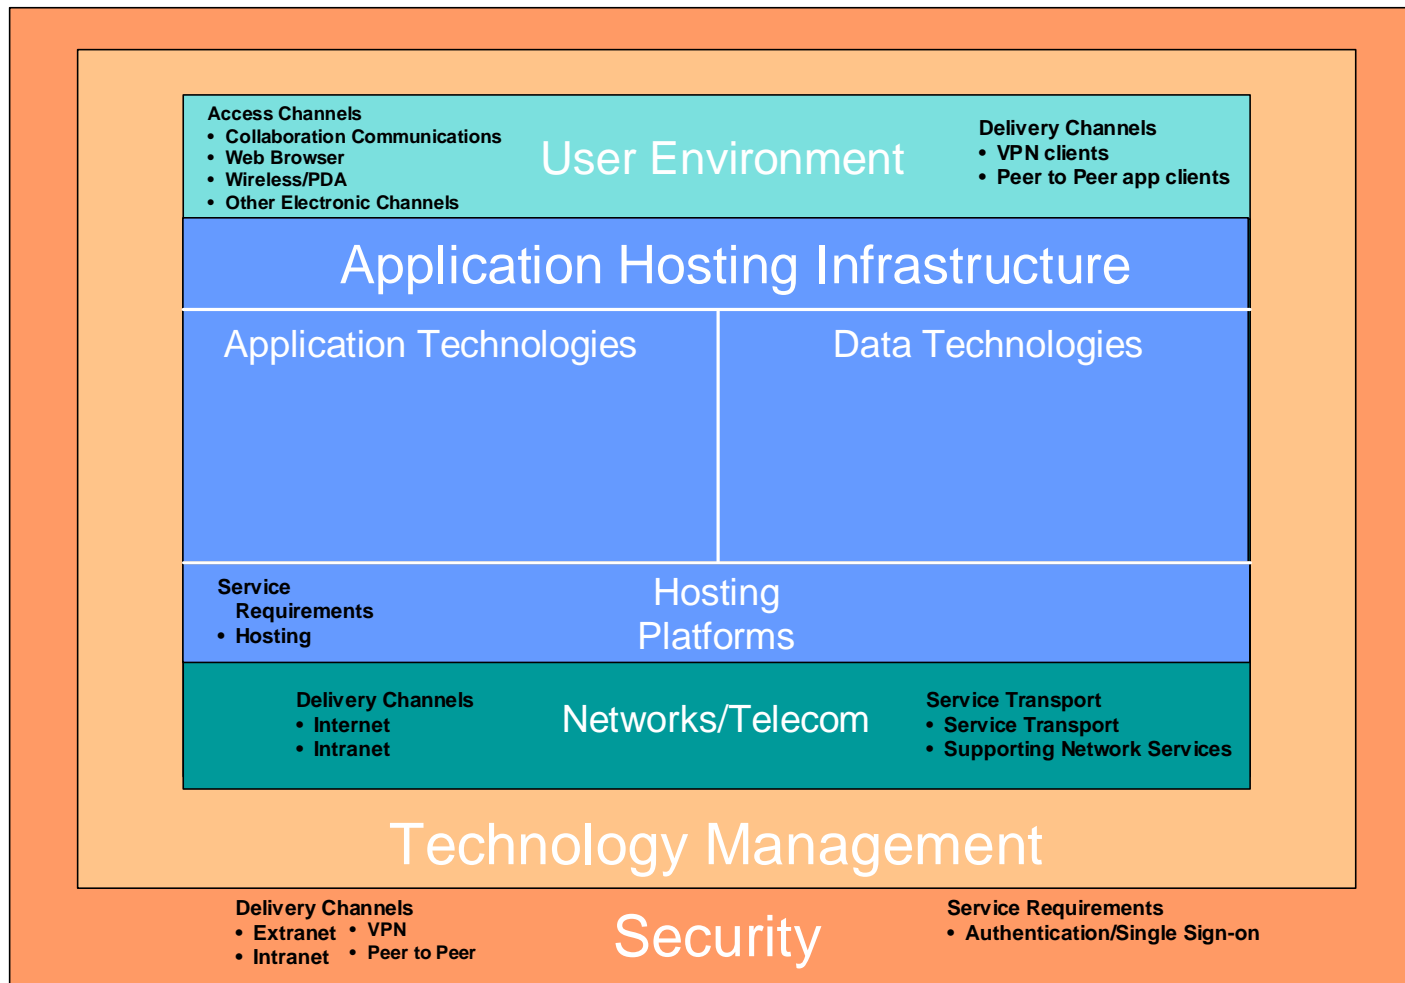 Access Channels
• Collaboration Communications
• Web Browser
• Wireless/PDA
• Other Electronic Channels
User Environment
Delivery Channels
• VPN clients
• Peer to Peer app clients
Application Hosting Infrastructure
Application Technologies
Data Technologies
Service
Requirements
• Hosting
Hosting
Platforms
Delivery Channels
• Internet
• Intranet
Networks/Telecom
Service Transport
• Service Transport
• Supporting Network Services
Technology Management
Delivery Channels
• Extranet
• Intranet
• VPN
• Peer to Peer
Security
Service Requirements
• Authentication/Single Sign-on